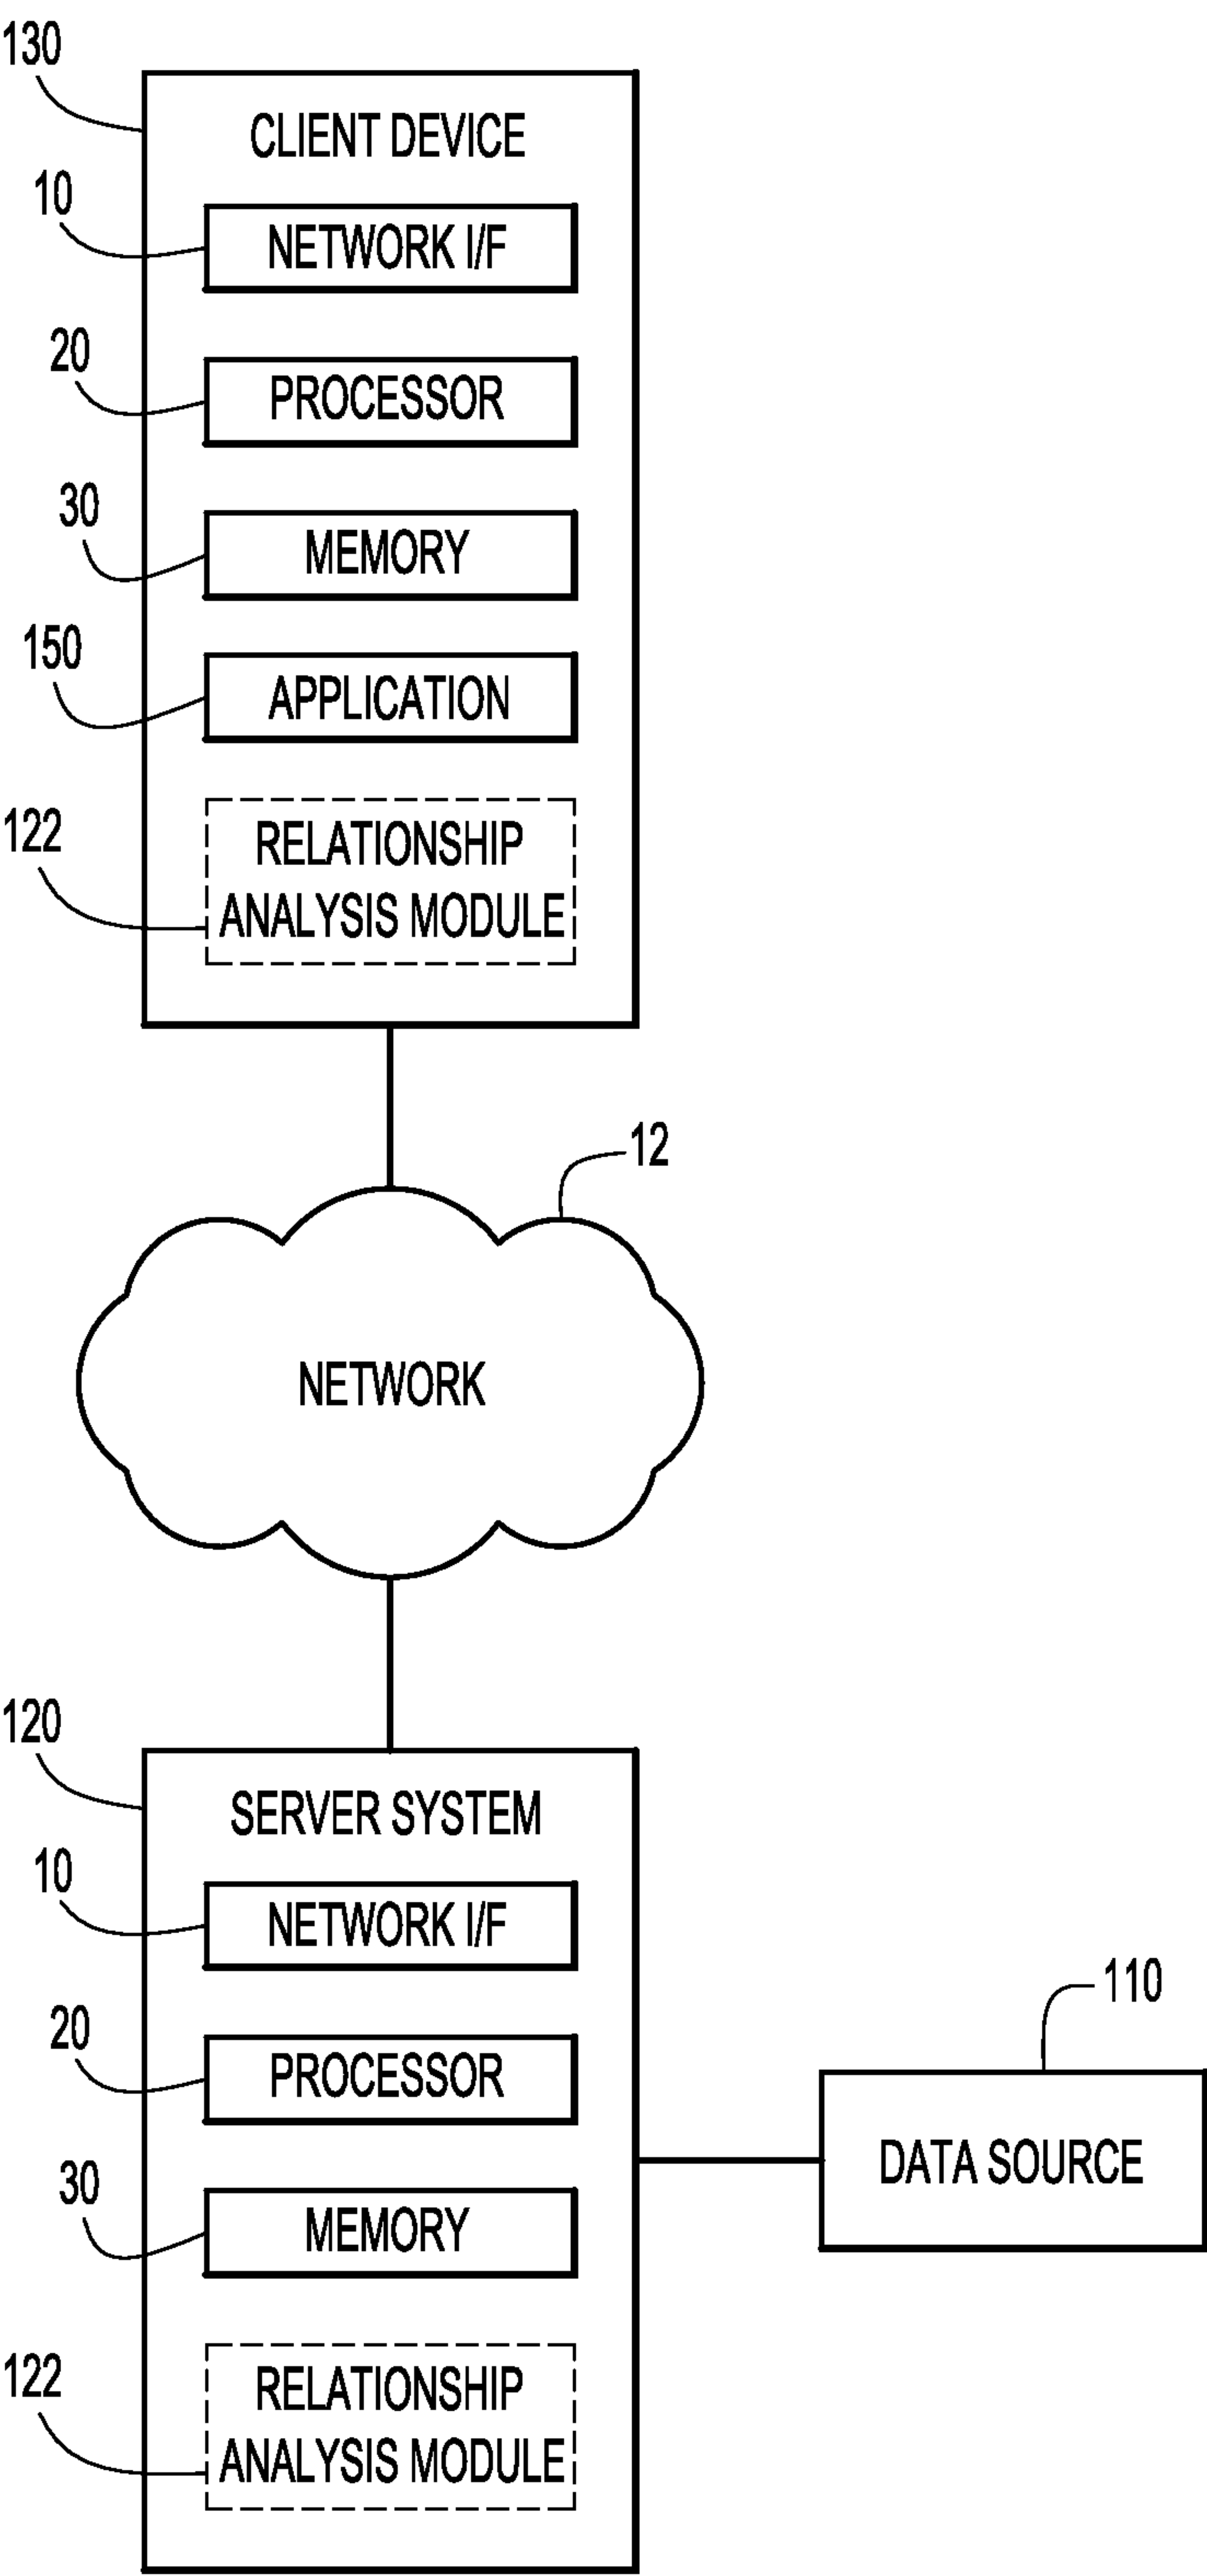 130
CLIENT DEVICE
10
NETWORK I/F
20
PROCESSOR
30
MEMORY
150
APPLICATION
122
RELATIONSHIP
ANALYSIS MODULE
12
NETWORK
120
SERVER SYSTEM
10
NETWORK I/F
20
PROCESSOR
110
DATA SOURCE
30
MEMORY
122
RELATIONSHIP
ANALYSIS MODULE